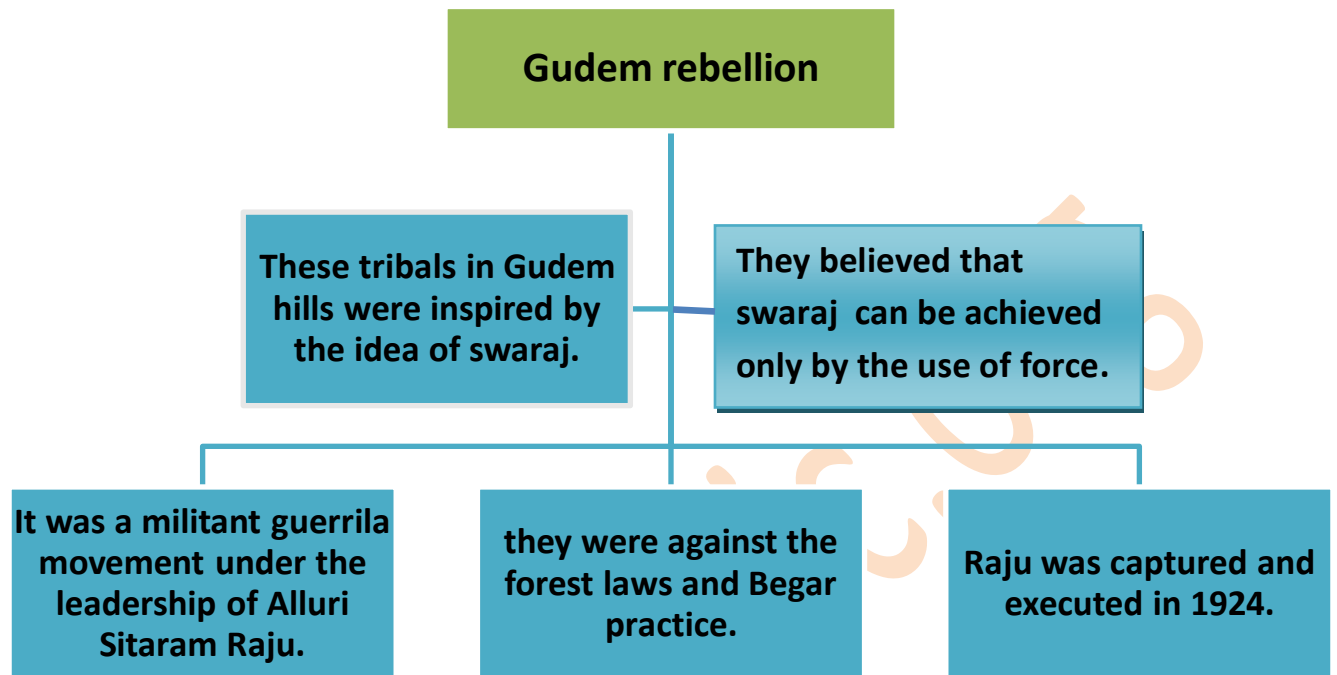 Gudem rebellion
These tribals in Gudem
hills were inspired by
the idea of swaraj.
They believed that
swaraj can be achieved
only by the use of force.
It was a militant guerrila
movement under the
leadership of Alluri
Sitaram Raju.
they were against the
forest laws and Begar
practice.
Raju was captured and
executed in 1924.